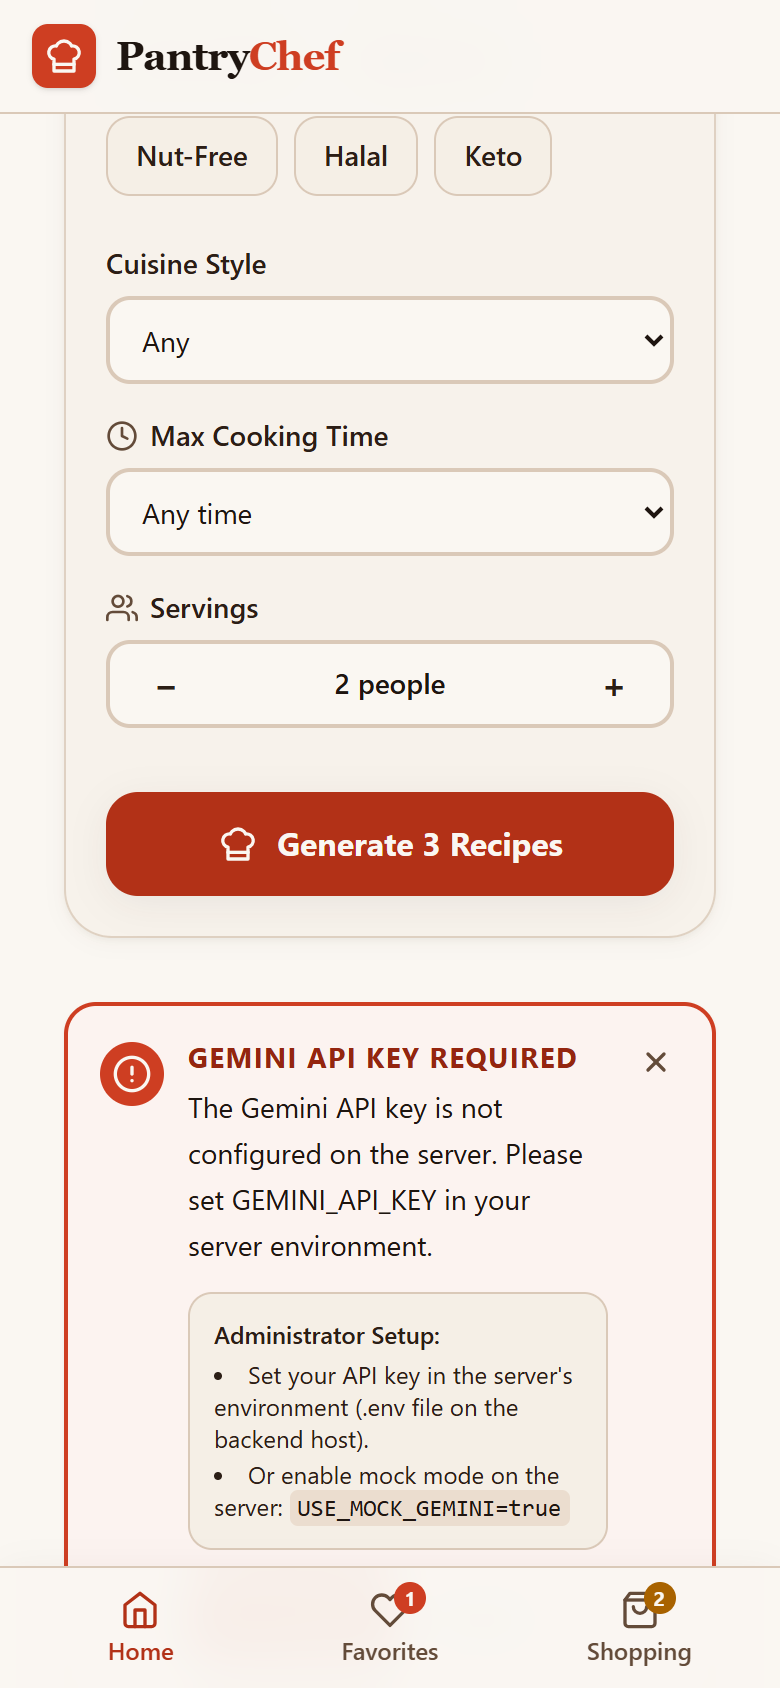 PantryChef
Nut-Free
Halal
Keto
Cuisine Style
Any
Max Cooking Time
Any time
Servings
− 2 people +
Generate 3 Recipes
GEMINI API KEY REQUIRED
The Gemini API key is not
configured on the server. Please
set GEMINI_API_KEY in your
server environment.
Administrator Setup:
• Set your API key in the server's
environment (.env file on the
backend host).
• Or enable mock mode on the
server: USE_MOCK_GEMINI=true
1
2
Home
Favorites
Shopping